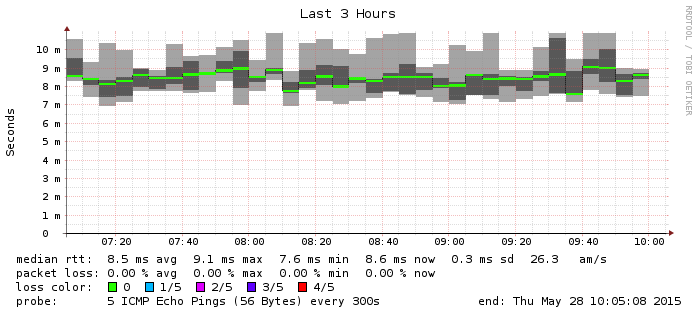 Last 3 Hours
RRDTOOL / TOBI OETIKER
Seconds
10 m
9 m
8 m
7 m
6 m
5 m
4 m
3 m
2 m
1 m
0
07:20 07:40 08:00 08:20 08:40 09:00 09:20 09:40 10:00
median rtt: 8.5 ms avg 9.1 ms max 7.6 ms min 8.6 ms now 0.3 ms sd 26.3 am/s
packet loss: 0.00 % avg 0.00 % max 0.00 % min 0.00 % now
loss color: 0 1/5 2/5 3/5 4/5
probe: 5 ICMP Echo Pings (56 Bytes) every 300s end: Thu May 28 10:05:08 2015